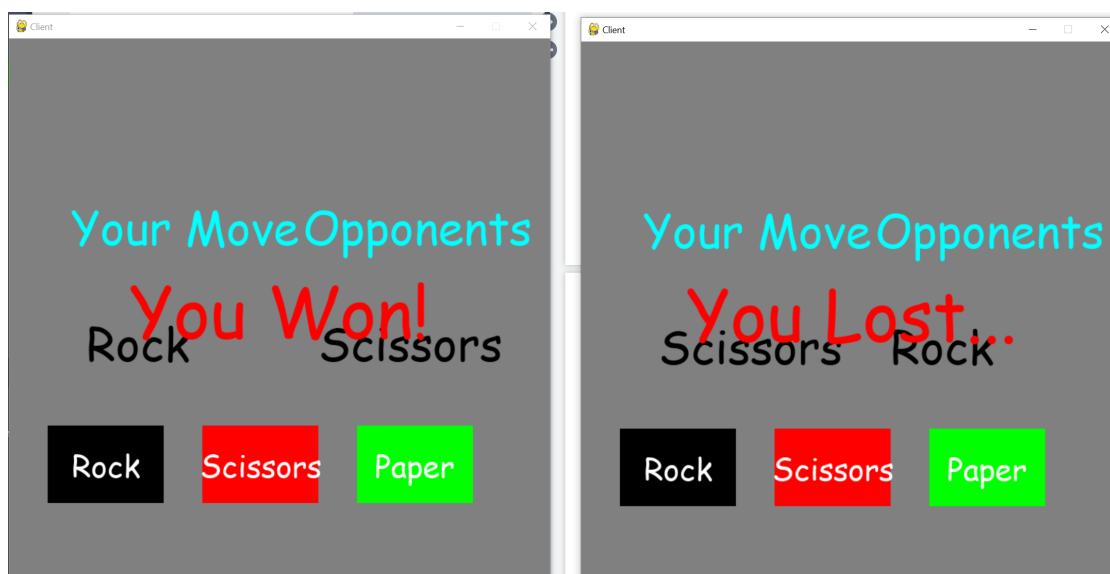 Client
Your Move Opponents
You Won!
Rock Scissors
Rock Scissors Paper
Client
Your Move Opponents
You Lost...
Scissors Rock
Rock Scissors Paper